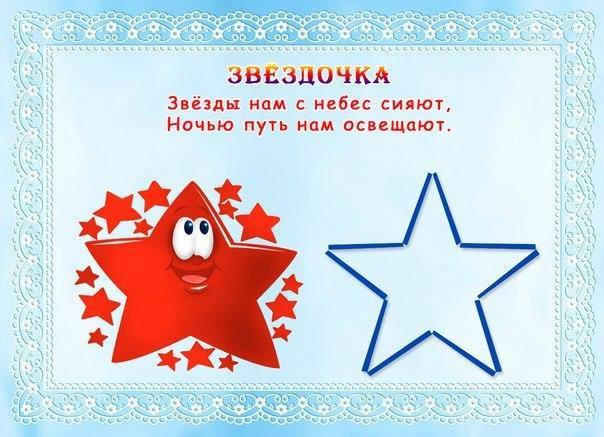 ЗВЁЗДОЧКА
Звёзды нам с небес сияют,
Ночью путь нам освещают.